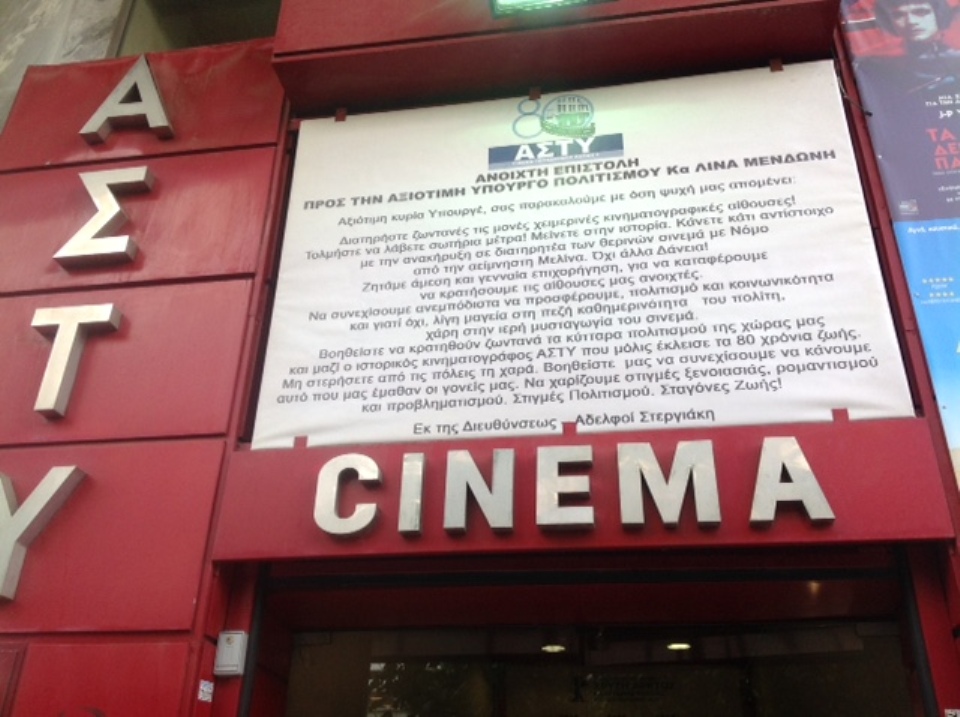 ΑΣΤΥ
80
ΑΣΤΥ
ΑΝΟΙΧΤΗ ΕΠΙΣΤΟΛΗ
ΠΡΟΣ ΤΗΝ ΑΞΙΟΤΙΜΗ ΥΠΟΥΡΓΟ ΠΟΛΙΤΙΣΜΟΥ Κα ΛΙΝΑ ΜΕΝΔΩΝΗ
Αξιότιμη κυρία Υπουργέ, σας παρακαλούμε με όση ψυχή μας απομένει:
Διατηρήστε ζωντανές τις μονές χειμερινές κινηματογραφικές αίθουσες!
Τολμήστε να λάβετε σωτήρια μέτρα! Μείνετε στην ιστορία. Κάνετε κάτι αντίστοιχο
με την ανακήρυξη σε διατηρητέα των θερινών σινεμά με Νόμο
από την αείμνηστη Μελίνα. Όχι άλλα Δάνεια!
Ζητάμε άμεση και γενναία επιχορήγηση, για να καταφέρουμε
να κρατήσουμε τις αίθουσες μας ανοιχτές.
Να συνεχίσουμε ανεμπόδιστα να προσφέρουμε, πολιτισμό και κοινωνικότητα
και γιατί όχι, λίγη μαγεία στη πεζή καθημερινότητα του πολίτη,
χάρη στην ιερή μυσταγωγία του σινεμά.
Βοηθείστε να κρατηθούν ζωντανά τα κύτταρα πολιτισμού της χώρας μας
και μαζί ο ιστορικός κινηματογράφος ΑΣΤΥ που μόλις έκλεισε τα 80 χρόνια ζωής.
Μη στερήσετε από τις πόλεις τη χαρά. Βοηθείστε μας να συνεχίσουμε να κάνουμε
αυτό που μας έμαθαν οι γονείς μας. Να χαρίζουμε στιγμές ξενοιασιάς, ρομαντισμού
και προβληματισμού. Στιγμές Πολιτισμού. Σταγόνες Ζωής!
Εκ της Διευθύνσεως Αδελφοί Στεργιάκη
CINEMA
J-P
ΤΑ